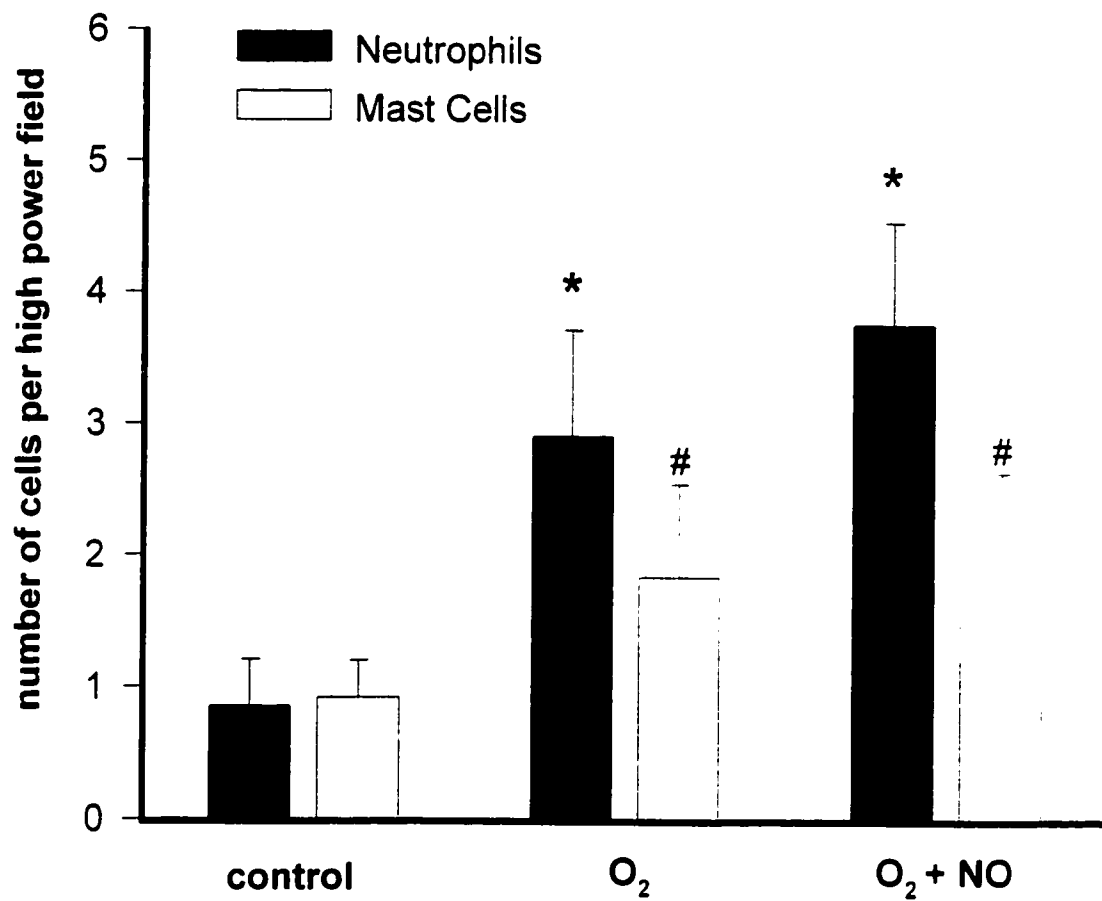 6
5
4
3
2
1
0
number of cells per high power field
Neutrophils
Mast Cells
*
*
#
#
control
O₂
O₂ + NO